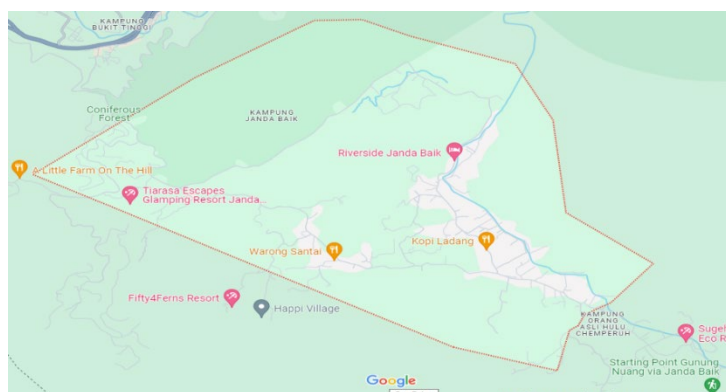 KAMPUNG
BUKIT TINGGI
Coniferous
Forest
KAMPUNG
JANDA BAIK
Riverside Janda Baik
A Little Farm On The Hill
Tiarasa Escapes
Glamping Resort Janda...
Warong Santai
Kopi Ladang
Fifty4Ferns Resort
Happi Village
KAMPUNG
ORANG
ASLI HULU
CHEMPERUH
Sugeh
Eco R
Starting Point Gunung
Nuang via Janda Baik
Google